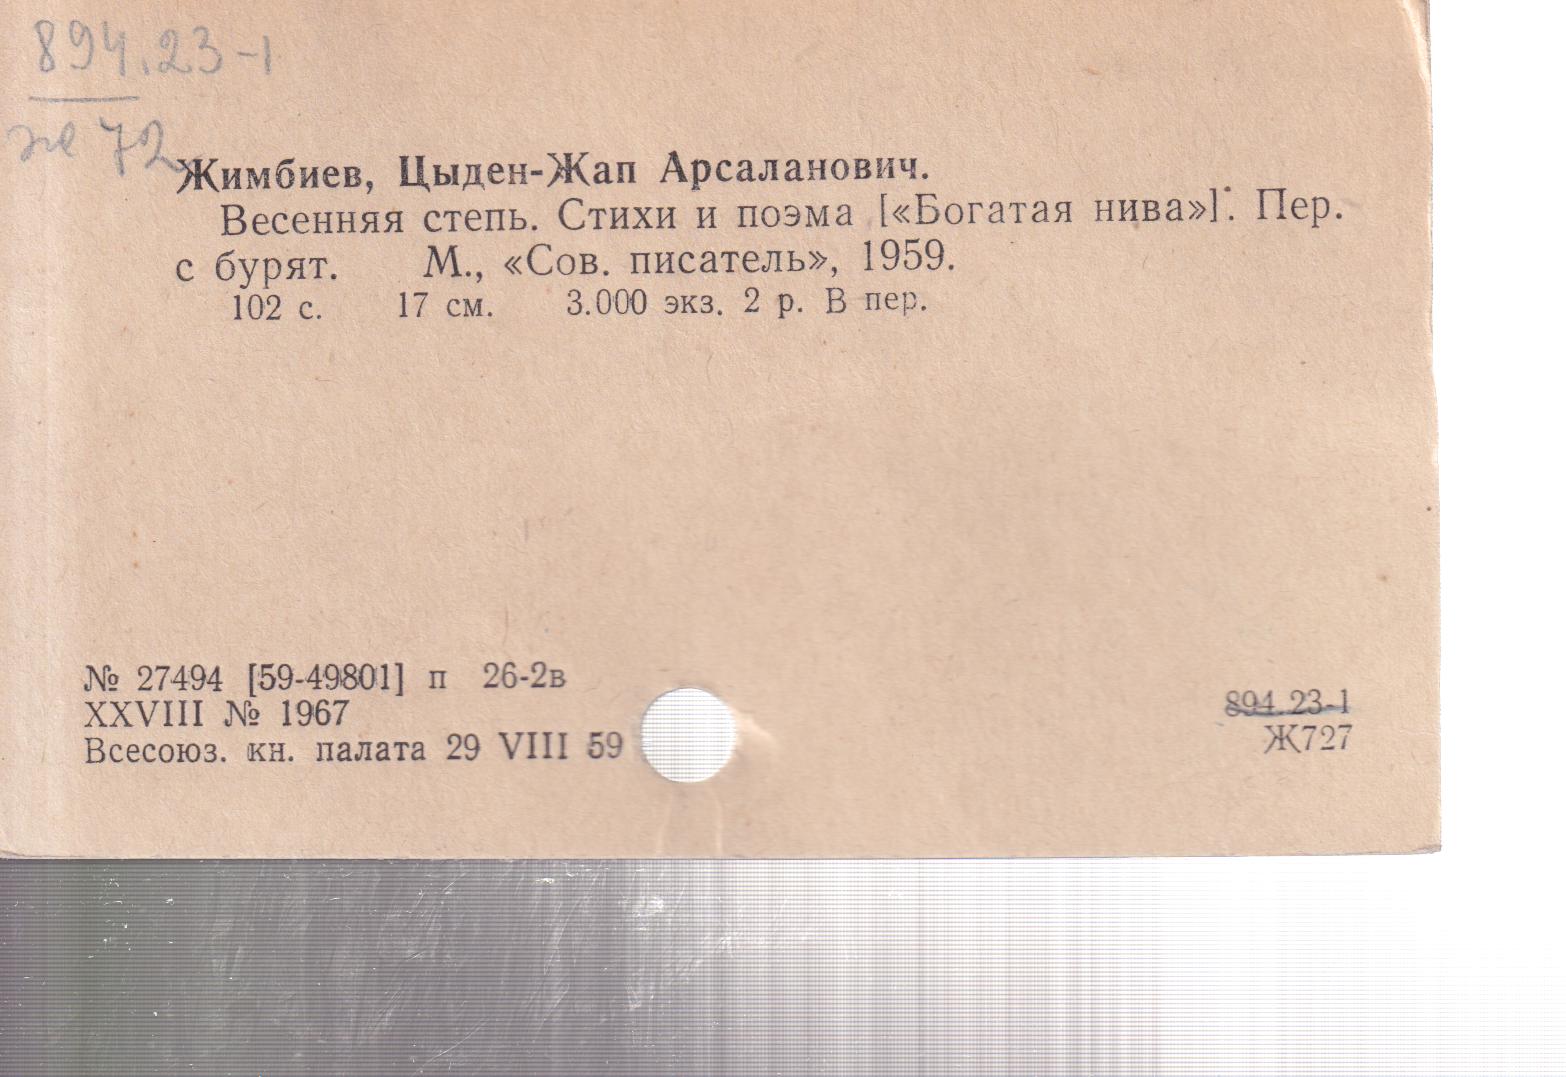 894.23-1
Ж 72
Жимбиев, Цыден-Жап Арсаланович.
Весенняя степь. Стихи и поэма [«Богатая нива»]. Пер.
с бурят. М., «Сов. писатель», 1959.
102 с. 17 см. 3.000 экз. 2 р. В пер.
№ 27494 [59-49801] п 26-2в
XXVIII № 1967
Всесоюз. кн. палата 29 VIII 59
894.23-1
Ж727